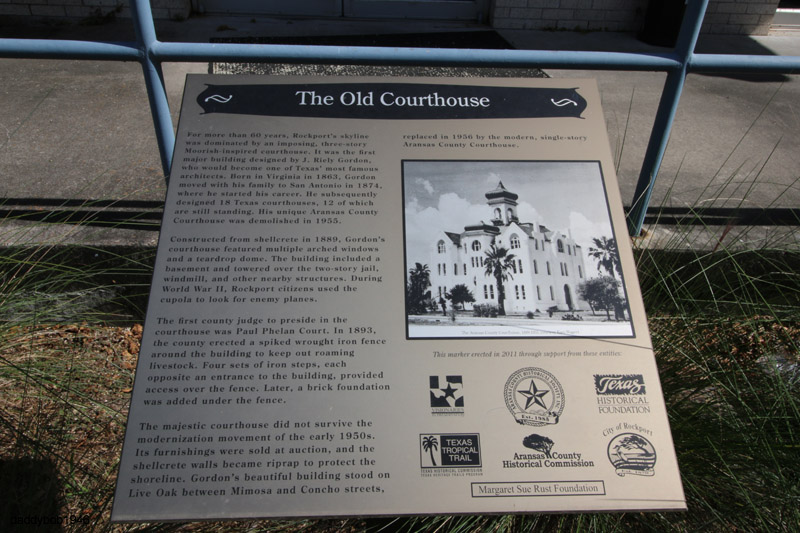 The Old Courthouse
For more than 60 years, Rockport's skyline
was dominated by an imposing, three-story
Moorish-inspired courthouse. It was the first
major building designed by J. Riely Gordon,
who would become one of Texas' most famous
architects. Born in Virginia in 1863, Gordon
moved with his family to San Antonio in 1874,
where he started his career. He subsequently
designed 18 Texas courthouses, 12 of which
are still standing. His unique Aransas County
Courthouse was demolished in 1955.
Constructed from shellcrete in 1889, Gordon's
courthouse featured multiple arched windows
and a teardrop dome. The building included a
basement and towered over the two-story jail,
windmill, and other nearby structures. During
World War II, Rockport citizens used the
cupola to look for enemy planes.
The first county judge to preside in the
courthouse was Paul Phelan Court. In 1893,
the county erected a spiked wrought iron fence
around the building to keep out roaming
livestock. Four sets of iron steps, each
opposite an entrance to the building, provided
access over the fence. Later, a brick foundation
was added under the fence.
The majestic courthouse did not survive the
modernization movement of the early 1950s.
Its furnishings were sold at auction, and the
shellcrete walls became riprap to protect the
shoreline. Gordon's beautiful building stood on
Live Oak between Mimosa and Concho streets,
replaced in 1956 by the modern, single-story
Aransas County Courthouse.
The Aransas County Courthouse,
This marker erected in 2011 through support from these entities:
ARANSAS COUNTY HISTORICAL SOCIETY, INC.
Est. 1985
Texas
HISTORICAL
FOUNDATION
TEXAS
TROPICAL
TRAIL
Aransas County
Historical Commission
City of Rockport
Margaret Sue Rust Foundation